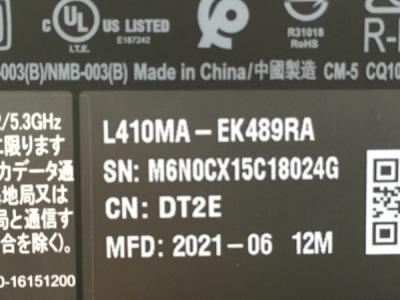 c UL US LISTED
I.T.E. E187242
R31018
RoHS
-003(B)/NMB-003(B) Made in China/中國製造 CM-5 CQ10
/5.3GHz
に限ります
カデータ通
地局又は
局と通信す
合を除く)。
0-16151200
L410MA-EK489RA
SN: M6N0CX15C18024G
CN: DT2E
MFD: 2021-06 12M